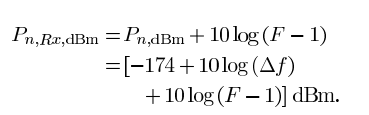 P_{n,Rx,dBm} = P_{n,dBm} + 10 log (F − 1)
= [−174 + 10 log (Δf)
+ 10 log (F − 1)] dBm.